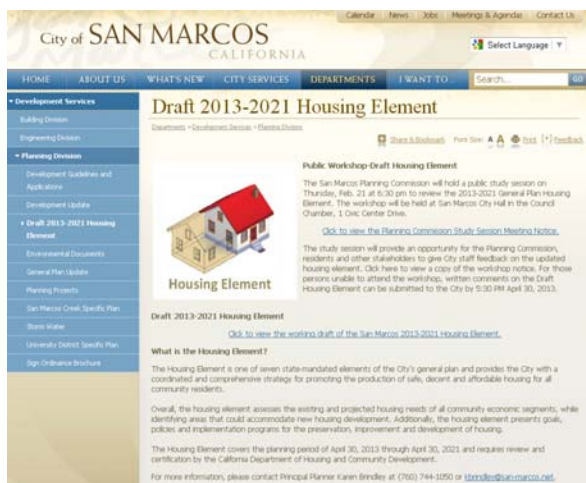 Calendar News Jobs Meetings & Agendas Contact Us
City of SAN MARCOS
CALIFORNIA
Select Language ▼
HOME ABOUT US WHAT'S NEW CITY SERVICES DEPARTMENTS I WANT TO... Search... GO
Development Services
Building Division
Engineering Division
Planning Division
Development Guidelines and
Applications
Development Update
Draft 2013-2021 Housing
Element
Environmental Documents
General Plan Update
Planning Projects
San Marcos Creek Specific Plan
Storm Water
University District Specific Plan
Sign Ordinance Brochure
Draft 2013-2021 Housing Element
Departments > Development Services > Planning Division
Share & Bookmark Font Size: A A Print [+] Feedback
Housing Element
Public Workshop-Draft Housing Element
The San Marcos Planning Commission will hold a public study session on
Thursday, Feb. 21 at 6:30 pm to review the 2013-2021 General Plan Housing
Element. The workshop will be held at San Marcos City Hall in the Council
Chamber, 1 Civic Center Drive.
Click to view the Planning Commission Study Session Meeting Notice.
The study session will provide an opportunity for the Planning Commission,
residents and other stakeholders to give City staff feedback on the updated
housing element. Click here to view a copy of the workshop notice. For those
persons unable to attend the workshop, written comments on the Draft
Housing Element can be submitted to the City by 5:30 PM April 30, 2013.
Draft 2013-2021 Housing Element
Click to view the working draft of the San Marcos 2013-2021 Housing Element.
What is the Housing Element?
The Housing Element is one of seven state-mandated elements of the City's general plan and provides the City with a
coordinated and comprehensive strategy for promoting the production of safe, decent and affordable housing for all
community residents.
Overall, the housing element assesses the existing and projected housing needs of all community economic segments, while
identifying areas that could accommodate new housing development. Additionally, the housing element presents goals,
policies and implementation programs for the preservation, improvement and development of housing.
The Housing Element covers the planning period of April 30, 2013 through April 30, 2021 and requires review and
certification by the California Department of Housing and Community Development.
For more information, please contact Principal Planner Karen Brindley at (760) 744-1050 or kbrindley@san-marcos.net.